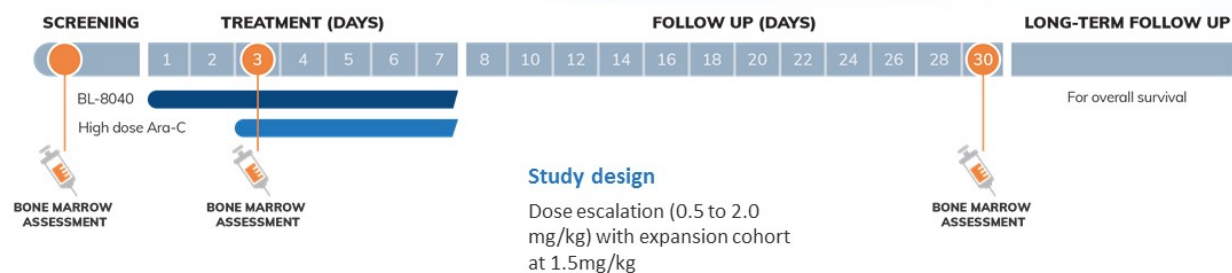 SCREENING TREATMENT (DAYS) FOLLOW UP (DAYS) LONG-TERM FOLLOW UP
1 2 3 4 5 6 7 8 10 12 14 16 18 20 22 24 26 28 30
BL-8040
For overall survival
High dose Ara-C
BONE MARROW
ASSESSMENT
BONE MARROW
ASSESSMENT
Study design
Dose escalation (0.5 to 2.0
mg/kg) with expansion cohort
at 1.5mg/kg
BONE MARROW
ASSESSMENT